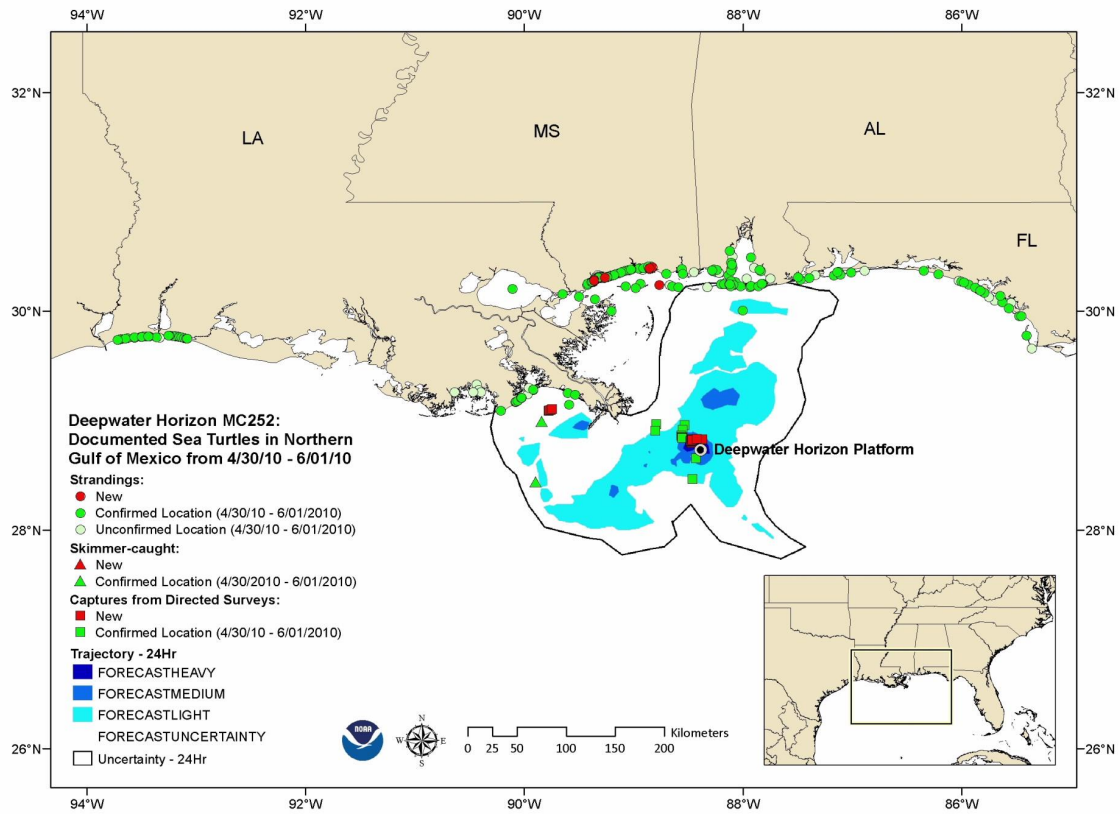 94°W 92°W 90°W 88°W 86°W
32°N 32°N
LA MS AL
FL
30°N 30°N
Deepwater Horizon MC252:
Documented Sea Turtles in Northern
Gulf of Mexico from 4/30/10 - 6/01/10
Deepwater Horizon Platform
Strandings:
New
Confirmed Location (4/30/10 - 6/01/2010)
Unconfirmed Location (4/30/10 - 6/01/2010)
28°N 28°N
Skimmer-caught:
New
Confirmed Location (4/30/2010 - 6/01/2010)
Captures from Directed Surveys:
New
Confirmed Location (4/30/10 - 6/01/2010)
Trajectory - 24Hr
FORECASTHEAVY
FORECASTMEDIUM
FORECASTLIGHT
FORECASTUNCERTAINTY
Uncertainty - 24Hr
NOAA
N
W E
S
Kilometers
0 25 50 100 150 200
26°N 26°N
94°W 92°W 90°W 88°W 86°W